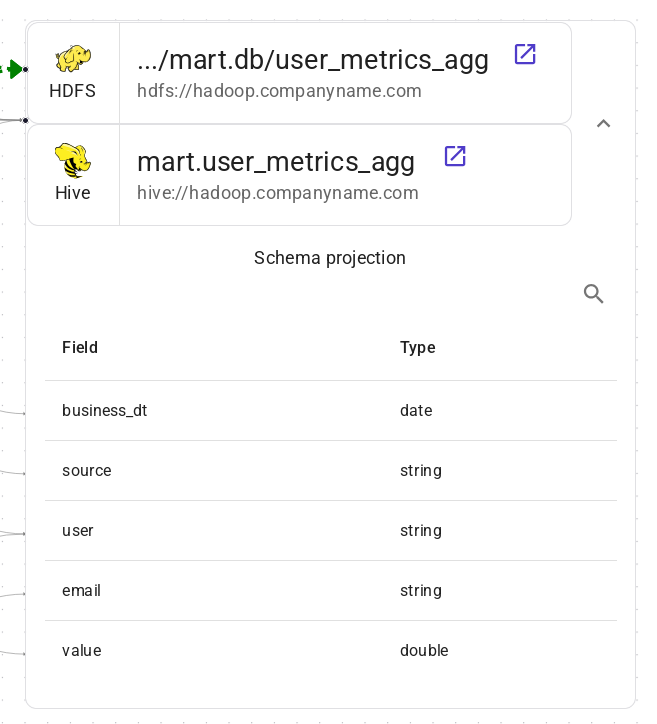 .../mart.db/user_metrics_agg
HDFS
hdfs://hadoop.companyname.com
mart.user_metrics_agg
Hive
hive://hadoop.companyname.com
Schema projection
Field Type
business_dt date
source string
user string
email string
value double